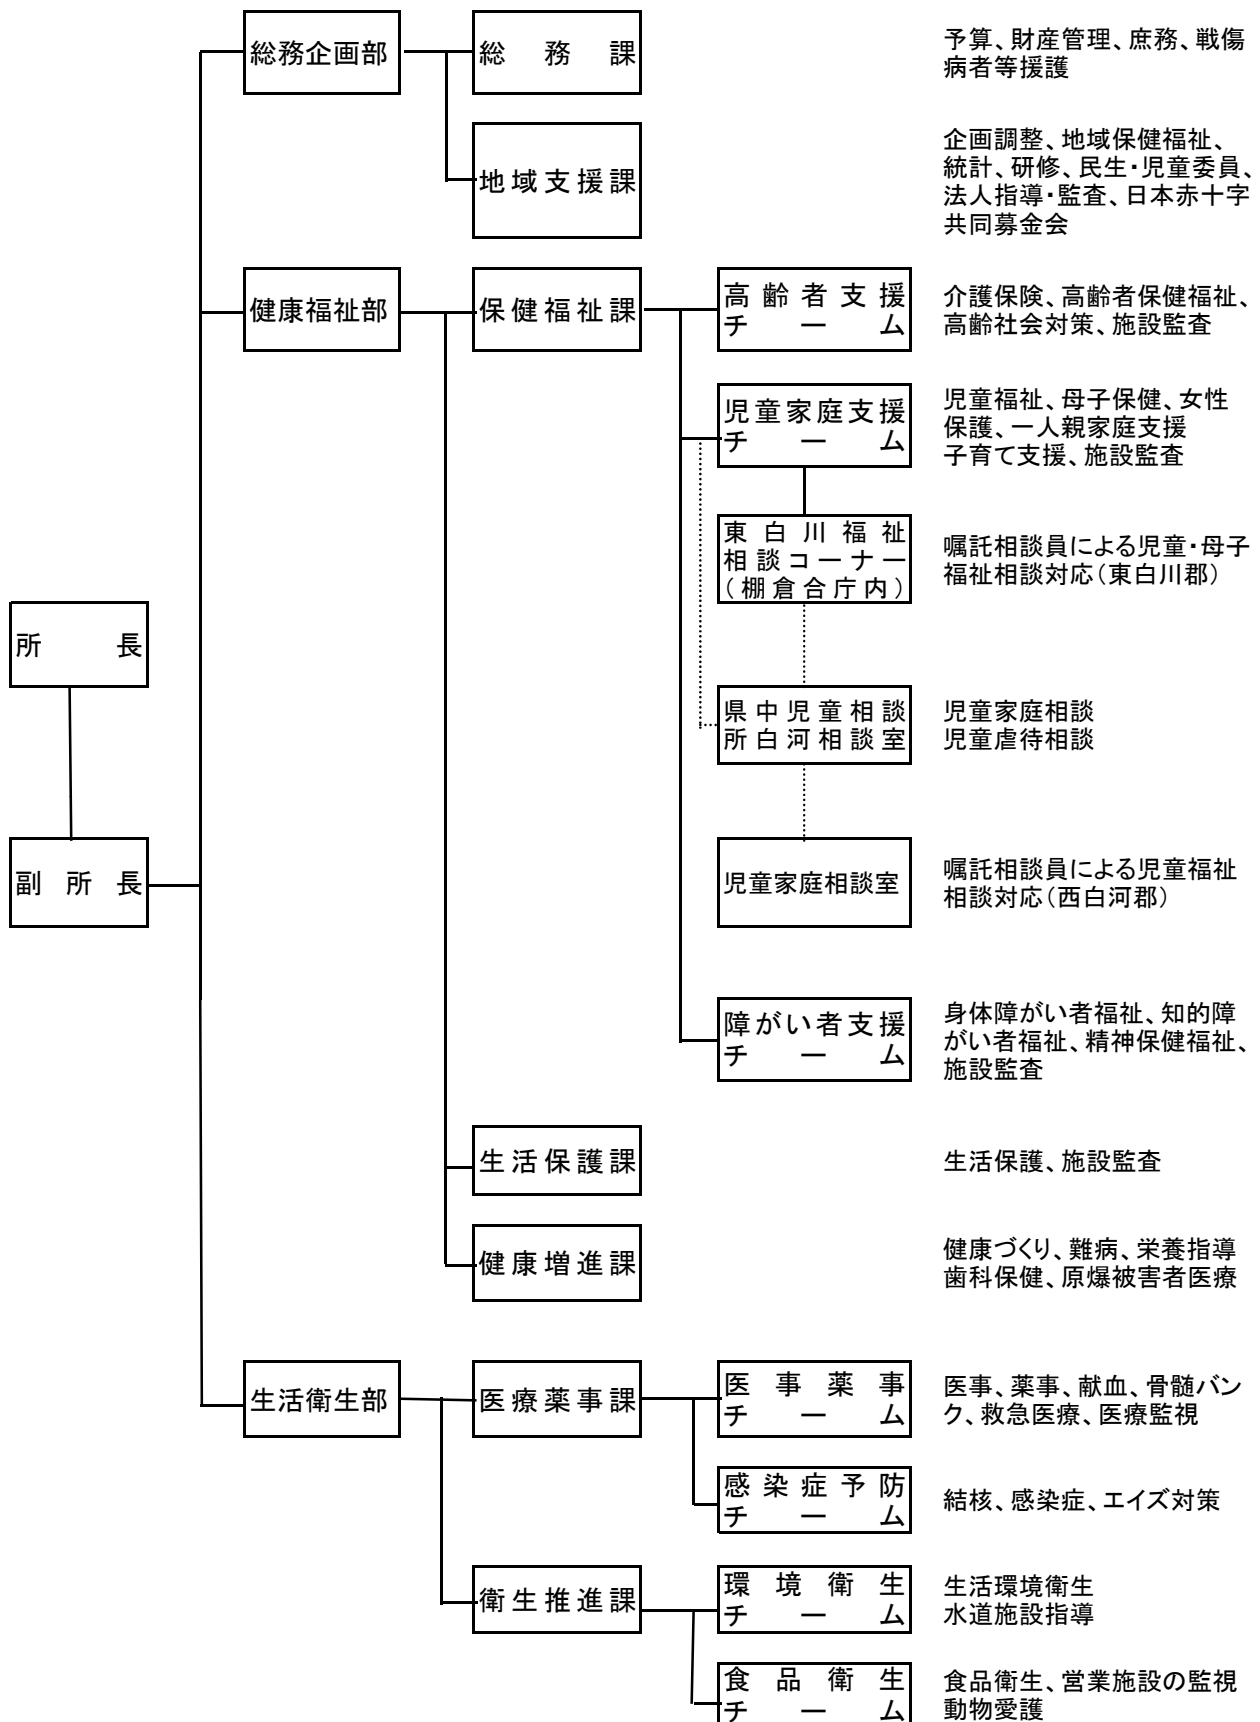 総務企画部
総務課
予算、財産管理、庶務、戦傷
病者等援護
地域支援課
企画調整、地域保健福祉、
統計、研修、民生・児童委員、
法人指導・監査、日本赤十字
共同募金会
健康福祉部
保健福祉課
高齢者支援
チーム
介護保険、高齢者保健福祉、
高齢社会対策、施設監査
児童家庭支援
チーム
児童福祉、母子保健、女性
保護、一人親家庭支援
子育て支援、施設監査
東白川福祉
相談コーナー
(棚倉合庁内)
嘱託相談員による児童・母子
福祉相談対応(東白川郡)
所長
県中児童相談
所白河相談室
児童家庭相談
児童虐待相談
副所長
児童家庭相談室
嘱託相談員による児童福祉
相談対応(西白河郡)
障がい者支援
チーム
身体障がい者福祉、知的障
がい者福祉、精神保健福祉、
施設監査
生活保護課
生活保護、施設監査
健康増進課
健康づくり、難病、栄養指導
歯科保健、原爆被害者医療
生活衛生部
医療薬事課
医事薬事
チーム
医事、薬事、献血、骨髄バン
ク、救急医療、医療監視
感染症予防
チーム
結核、感染症、エイズ対策
衛生推進課
環境衛生
チーム
生活環境衛生
水道施設指導
食品衛生
チーム
食品衛生、営業施設の監視
動物愛護